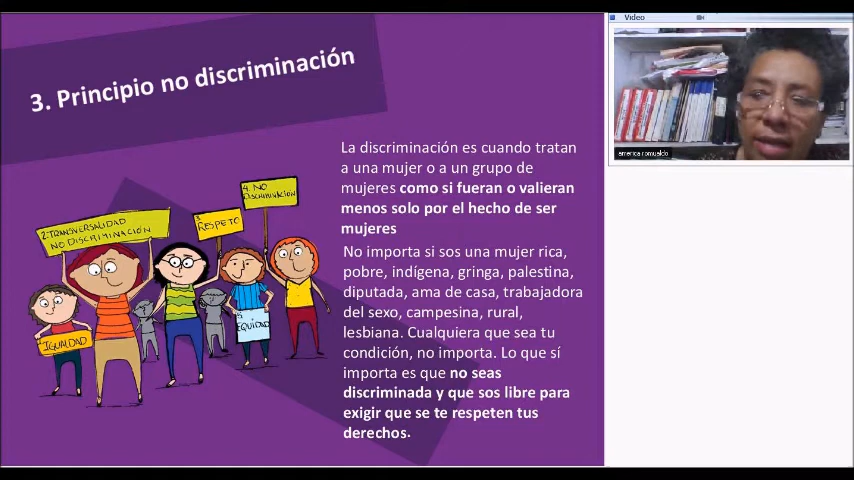 Video
3. Principio no discriminación
america romualdo
La discriminación es cuando tratan
a una mujer o a un grupo de
mujeres como si fueran o valieran
menos solo por el hecho de ser
mujeres
No importa si sos una mujer rica,
pobre, indígena, gringa, palestina,
diputada, ama de casa, trabajadora
del sexo, campesina, rural,
lesbiana. Cualquiera que sea tu
condición, no importa. Lo que sí
importa es que no seas
discriminada y que sos libre para
exigir que se te respeten tus
derechos.
2. TRANSVERSALIDAD
NO DISCRIMINACIÓN
3.
RESPETO
4. NO
DISCRIMINACIÓN
IGUALDAD
EQUIDAD